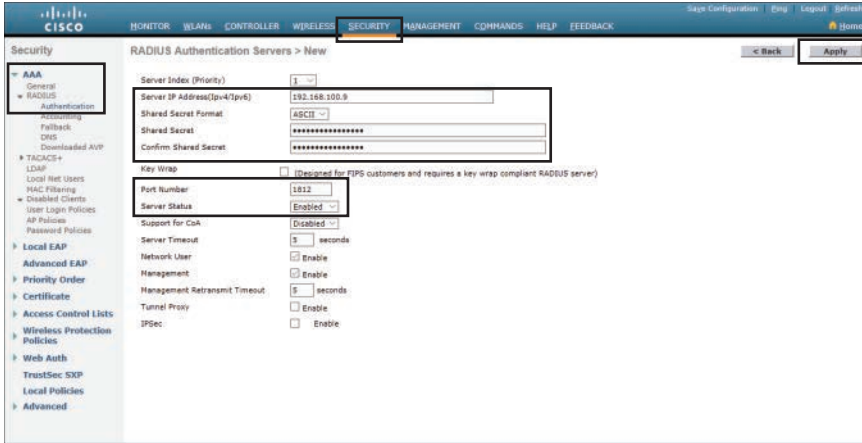 Save Configuration | Ping | Logout | Refresh
CISCO
MONITOR WLANs CONTROLLER WIRELESS SECURITY MANAGEMENT COMMANDS HELP FEEDBACK
Home
Security
RADIUS Authentication Servers > New
< Back
Apply
AAA
General
RADIUS
Authentication
Accounting
Fallback
DNS
Downloaded AVP
TACACS+
LDAP
Local Net Users
MAC Filtering
Disabled Clients
User Login Policies
AP Policies
Password Policies
Local EAP
Advanced EAP
Priority Order
Certificate
Access Control Lists
Wireless Protection
Policies
Web Auth
TrustSec SXP
Local Policies
Advanced
Server Index (Priority) 1
Server IP Address(Ipv4/Ipv6) 192.168.100.9
Shared Secret Format ASCII
Shared Secret ••••••••••••••••
Confirm Shared Secret ••••••••••••••••
Key Wrap (Designed for FIPS customers and requires a key wrap compliant RADIUS server)
Port Number 1812
Server Status Enabled
Support for CoA Disabled
Server Timeout 5 seconds
Network User Enable
Management Enable
Management Retransmit Timeout 5 seconds
Tunnel Proxy Enable
IPSec Enable